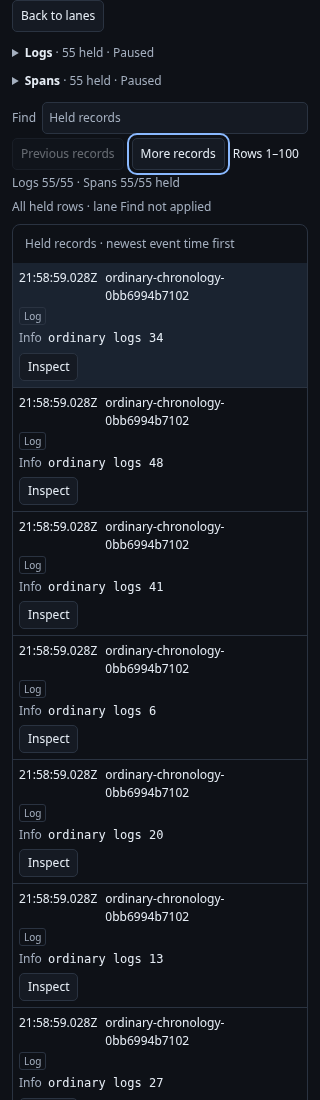 Back to lanes
▶ Logs · 55 held · Paused
▶ Spans · 55 held · Paused
Find Held records
Previous records More records Rows 1–100
Logs 55/55 · Spans 55/55 held
All held rows · lane Find not applied
Held records · newest event time first
21:58:59.028Z ordinary-chronology-
0bb6994b7102
Log
Info ordinary logs 34
Inspect
21:58:59.028Z ordinary-chronology-
0bb6994b7102
Log
Info ordinary logs 48
Inspect
21:58:59.028Z ordinary-chronology-
0bb6994b7102
Log
Info ordinary logs 41
Inspect
21:58:59.028Z ordinary-chronology-
0bb6994b7102
Log
Info ordinary logs 6
Inspect
21:58:59.028Z ordinary-chronology-
0bb6994b7102
Log
Info ordinary logs 20
Inspect
21:58:59.028Z ordinary-chronology-
0bb6994b7102
Log
Info ordinary logs 13
Inspect
21:58:59.028Z ordinary-chronology-
0bb6994b7102
Log
Info ordinary logs 27